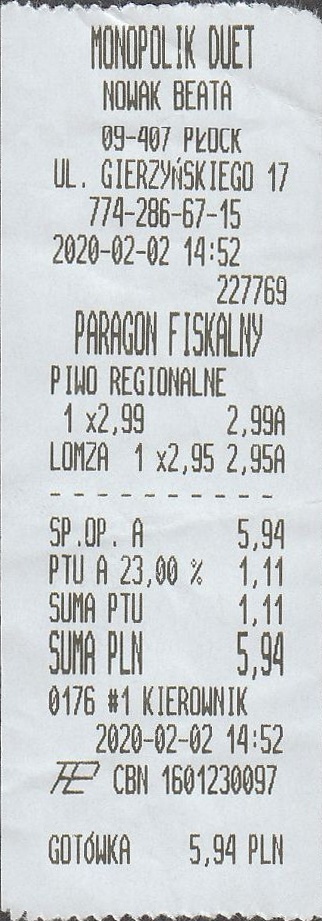 MONOPOLIK DUET
NOWAK BEATA
09-407 PŁOCK
UL. GIERZYŃSKIEGO 17
774-286-67-15
2020-02-02 14:52
227769
PARAGON FISKALNY
PIWO REGIONALNE
1 x2,99 2,99A
LOMZA 1 x2,95 2,95A
- - - - - - - - - - -
SP.OP. A 5,94
PTU A 23,00 % 1,11
SUMA PTU 1,11
SUMA PLN 5,94
0176 #1 KIEROWNIK
2020-02-02 14:52
CBN 1601230097
GOTÓWKA 5,94 PLN